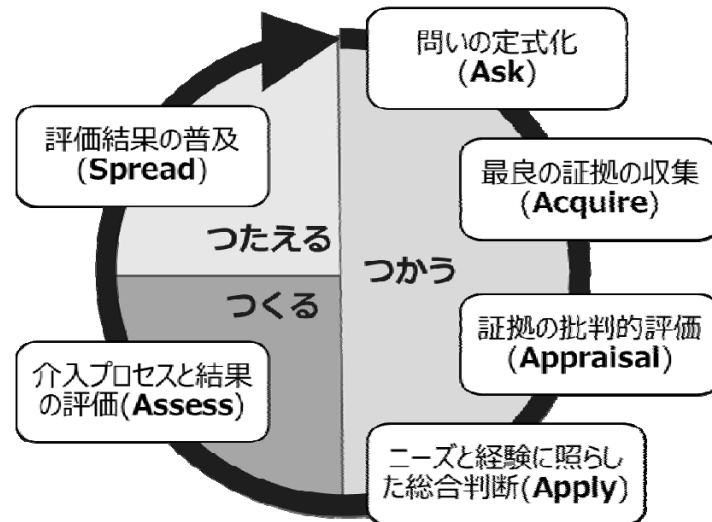 問いの定式化
(Ask)
最良の証拠の収集
(Acquire)
証拠の批判的評価
(Appraisal)
ニーズと経験に照らし
た総合判断(Apply)
介入プロセスと結果
の評価(Assess)
評価結果の普及
(Spread)
つたえる
つかう
つくる